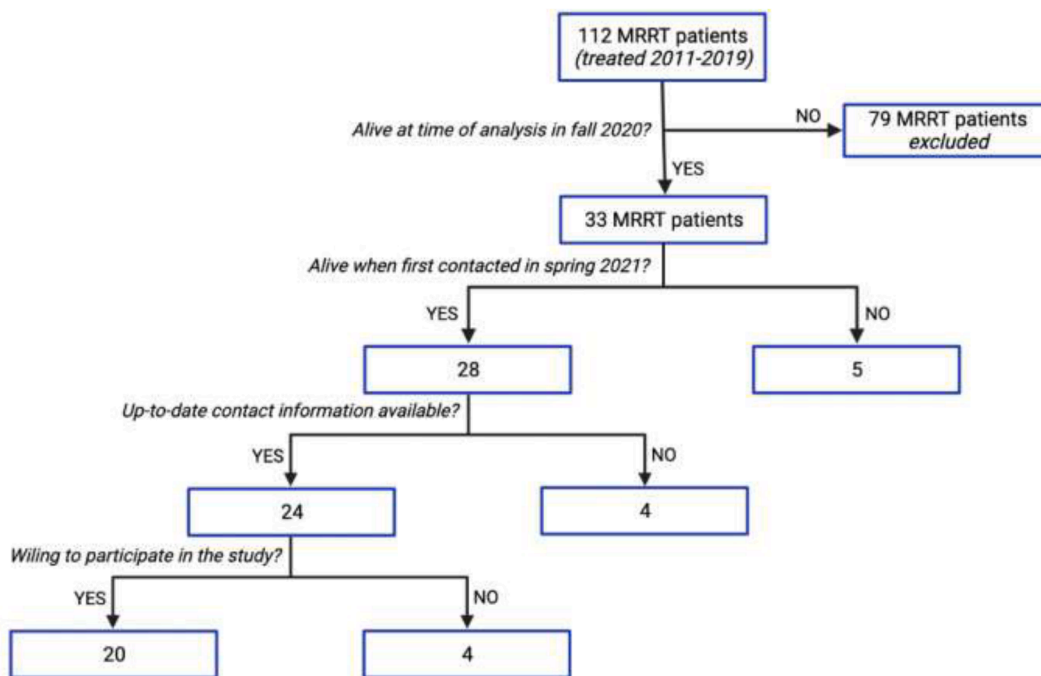 112 MRRT patients
(treated 2011-2019)
Alive at time of analysis in fall 2020?
NO
79 MRRT patients
excluded
YES
33 MRRT patients
Alive when first contacted in spring 2021?
YES
NO
28
5
Up-to-date contact information available?
YES
NO
24
4
Wiling to participate in the study?
YES
NO
20
4